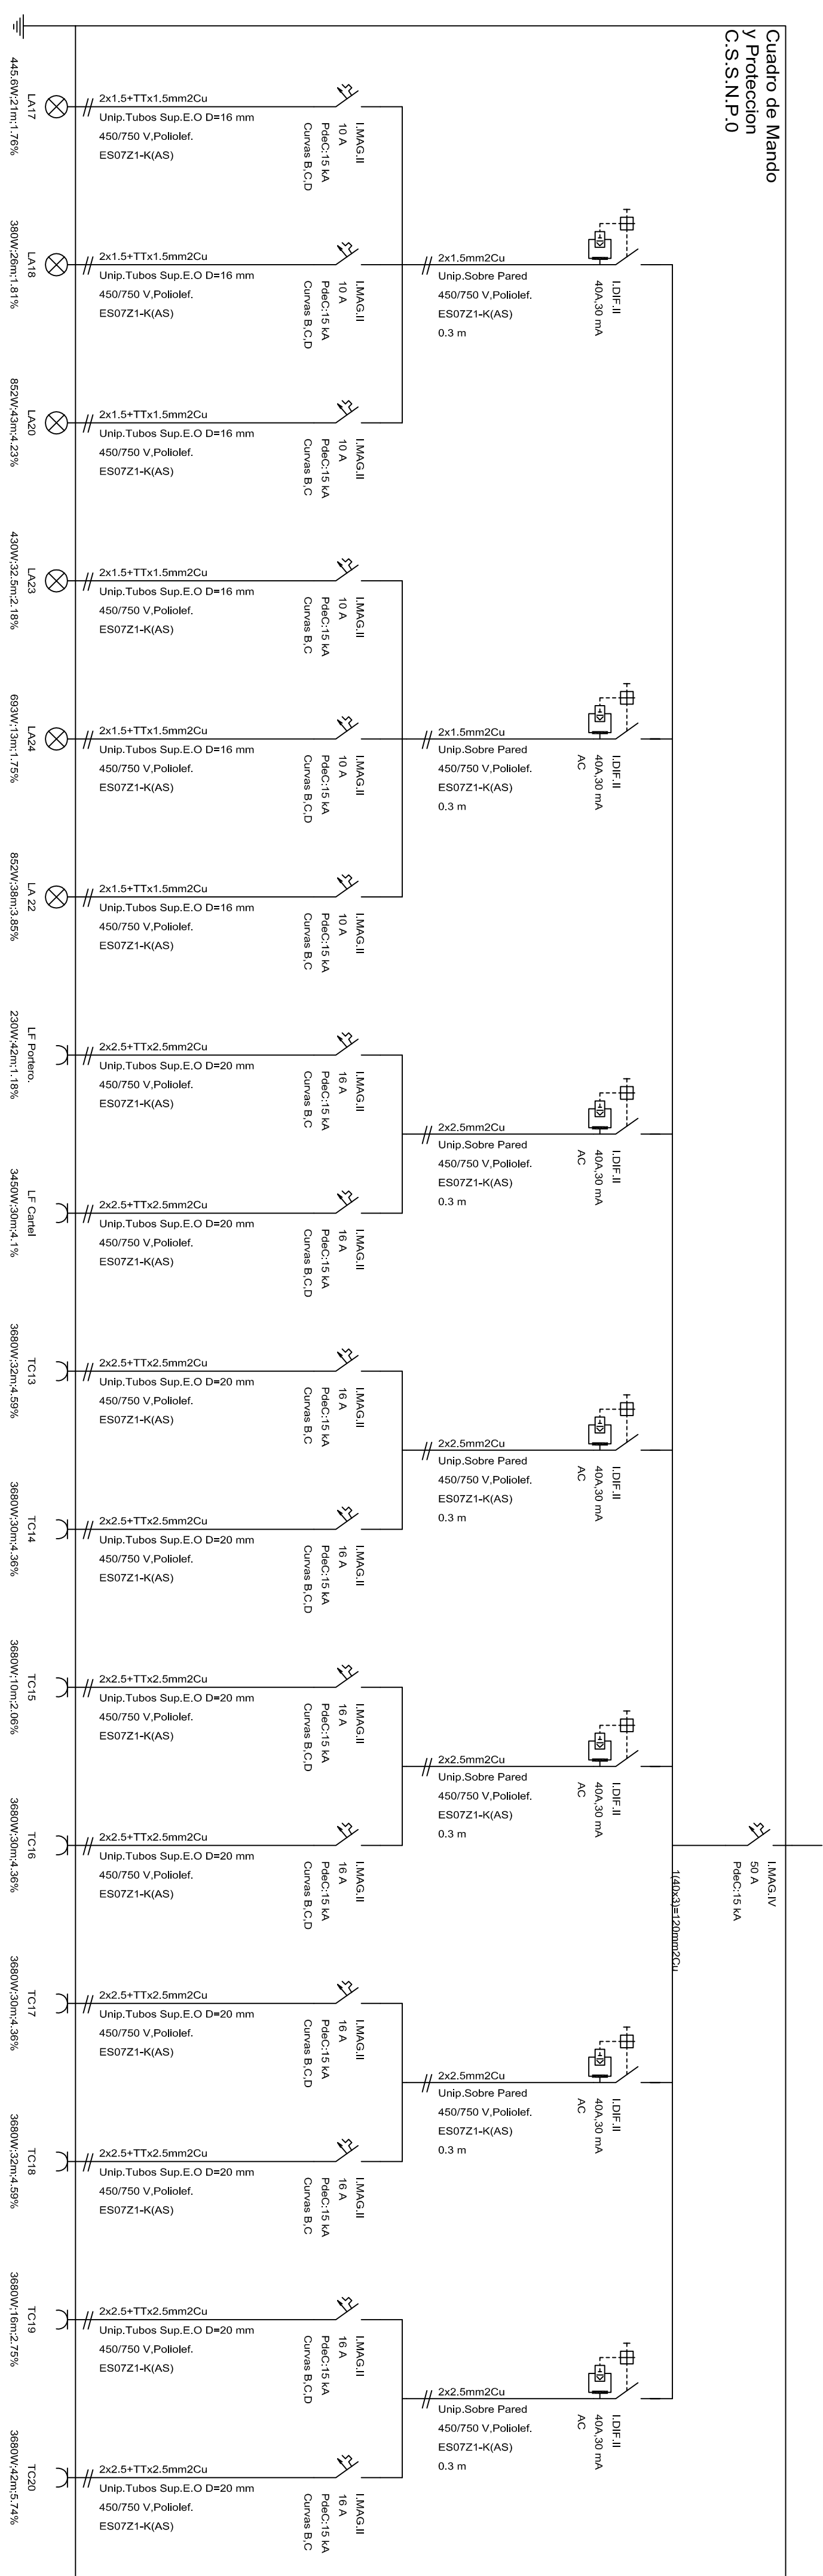 Cuadro de Mando
y Proteccion
C.S.S.N.P.0
I.MAG.IV
50 A
PdeC:15 kA
1(40x3)=120mm2Cu
I.DIF.II
40A,30 mA
2x1.5mm2Cu
Unip.Sobre Pared
450/750 V,Poliolef.
ES07Z1-K(AS)
0.3 m
I.MAG.II
10 A
PdeC:15 kA
Curvas B,C,D
2x1.5+TTx1.5mm2Cu
Unip.Tubos Sup.E.O D=16 mm
450/750 V,Poliolef.
ES07Z1-K(AS)
LA17
445.6W;21m;1.76%
I.MAG.II
10 A
PdeC:15 kA
Curvas B,C,D
2x1.5+TTx1.5mm2Cu
Unip.Tubos Sup.E.O D=16 mm
450/750 V,Poliolef.
ES07Z1-K(AS)
LA18
380W;26m;1.81%
I.MAG.II
10 A
PdeC:15 kA
Curvas B,C
2x1.5+TTx1.5mm2Cu
Unip.Tubos Sup.E.O D=16 mm
450/750 V,Poliolef.
ES07Z1-K(AS)
LA20
852W;43m;4.23%
I.DIF.II
40A,30 mA
AC
2x1.5mm2Cu
Unip.Sobre Pared
450/750 V,Poliolef.
ES07Z1-K(AS)
0.3 m
I.MAG.II
10 A
PdeC:15 kA
Curvas B,C
2x1.5+TTx1.5mm2Cu
Unip.Tubos Sup.E.O D=16 mm
450/750 V,Poliolef.
ES07Z1-K(AS)
LA23
430W;32.5m;2.18%
I.MAG.II
10 A
PdeC:15 kA
Curvas B,C,D
2x1.5+TTx1.5mm2Cu
Unip.Tubos Sup.E.O D=16 mm
450/750 V,Poliolef.
ES07Z1-K(AS)
LA24
693W;13m;1.75%
I.MAG.II
10 A
PdeC:15 kA
Curvas B,C
2x1.5+TTx1.5mm2Cu
Unip.Tubos Sup.E.O D=16 mm
450/750 V,Poliolef.
ES07Z1-K(AS)
LA 22
852W;38m;3.85%
I.DIF.II
40A,30 mA
AC
2x2.5mm2Cu
Unip.Sobre Pared
450/750 V,Poliolef.
ES07Z1-K(AS)
0.3 m
I.MAG.II
16 A
PdeC:15 kA
Curvas B,C
2x2.5+TTx2.5mm2Cu
Unip.Tubos Sup.E.O D=20 mm
450/750 V,Poliolef.
ES07Z1-K(AS)
LF Portero.
230W;42m;1.18%
I.MAG.II
16 A
PdeC:15 kA
Curvas B,C,D
2x2.5+TTx2.5mm2Cu
Unip.Tubos Sup.E.O D=20 mm
450/750 V,Poliolef.
ES07Z1-K(AS)
LF Cartel
3450W;30m;4.1%
I.DIF.II
40A,30 mA
AC
2x2.5mm2Cu
Unip.Sobre Pared
450/750 V,Poliolef.
ES07Z1-K(AS)
0.3 m
I.MAG.II
16 A
PdeC:15 kA
Curvas B,C
2x2.5+TTx2.5mm2Cu
Unip.Tubos Sup.E.O D=20 mm
450/750 V,Poliolef.
ES07Z1-K(AS)
TC13
3680W;32m;4.59%
I.MAG.II
16 A
PdeC:15 kA
Curvas B,C,D
2x2.5+TTx2.5mm2Cu
Unip.Tubos Sup.E.O D=20 mm
450/750 V,Poliolef.
ES07Z1-K(AS)
TC14
3680W;30m;4.36%
I.DIF.II
40A,30 mA
AC
2x2.5mm2Cu
Unip.Sobre Pared
450/750 V,Poliolef.
ES07Z1-K(AS)
0.3 m
I.MAG.II
16 A
PdeC:15 kA
Curvas B,C,D
2x2.5+TTx2.5mm2Cu
Unip.Tubos Sup.E.O D=20 mm
450/750 V,Poliolef.
ES07Z1-K(AS)
TC15
3680W;10m;2.06%
I.MAG.II
16 A
PdeC:15 kA
Curvas B,C,D
2x2.5+TTx2.5mm2Cu
Unip.Tubos Sup.E.O D=20 mm
450/750 V,Poliolef.
ES07Z1-K(AS)
TC16
3680W;30m;4.36%
I.DIF.II
40A,30 mA
AC
2x2.5mm2Cu
Unip.Sobre Pared
450/750 V,Poliolef.
ES07Z1-K(AS)
0.3 m
I.MAG.II
16 A
PdeC:15 kA
Curvas B,C,D
2x2.5+TTx2.5mm2Cu
Unip.Tubos Sup.E.O D=20 mm
450/750 V,Poliolef.
ES07Z1-K(AS)
TC17
3680W;30m;4.36%
I.MAG.II
16 A
PdeC:15 kA
Curvas B,C
2x2.5+TTx2.5mm2Cu
Unip.Tubos Sup.E.O D=20 mm
450/750 V,Poliolef.
ES07Z1-K(AS)
TC18
3680W;32m;4.59%
I.DIF.II
40A,30 mA
AC
2x2.5mm2Cu
Unip.Sobre Pared
450/750 V,Poliolef.
ES07Z1-K(AS)
0.3 m
I.MAG.II
16 A
PdeC:15 kA
Curvas B,C,D
2x2.5+TTx2.5mm2Cu
Unip.Tubos Sup.E.O D=20 mm
450/750 V,Poliolef.
ES07Z1-K(AS)
TC19
3680W;16m;2.75%
I.MAG.II
16 A
PdeC:15 kA
Curvas B,C
2x2.5+TTx2.5mm2Cu
Unip.Tubos Sup.E.O D=20 mm
450/750 V,Poliolef.
ES07Z1-K(AS)
TC20
3680W;42m;5.74%